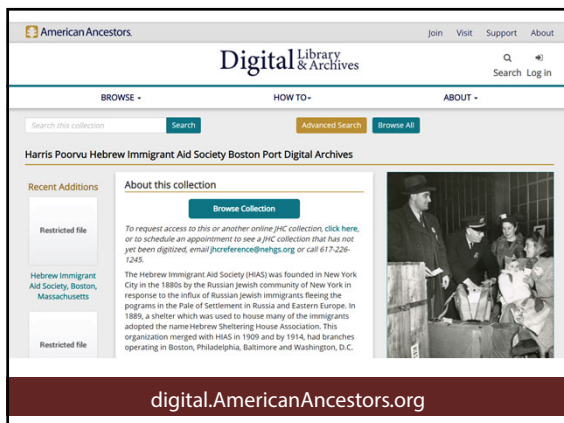 American Ancestors.
Join Visit Support About
Digital Library & Archives
Search Log in
BROWSE HOW TO ABOUT
Search this collection Search Advanced Search Browse All
Harris Poorvu Hebrew Immigrant Aid Society Boston Port Digital Archives
Recent Additions
Restricted file
Hebrew Immigrant
Aid Society, Boston,
Massachusetts
Restricted file
About this collection
Browse Collection
To request access to this or another online JHC collection, click here,
or to schedule an appointment to see a JHC collection that has not
yet been digitized, email jhcreference@nehgs.org or call 617-226-
1245.
The Hebrew Immigrant Aid Society (HIAS) was founded in New York
City in the 1880s by the Russian Jewish community of New York in
response to the influx of Russian Jewish immigrants fleeing the
pogroms in the Pale of Settlement in Russia and Eastern Europe. In
1889, a shelter which was used to house many of the immigrants
adopted the name Hebrew Sheltering House Association. This
organization merged with HIAS in 1909 and by 1914, had branches
operating in Boston, Philadelphia, Baltimore and Washington, D.C.
digital.AmericanAncestors.org